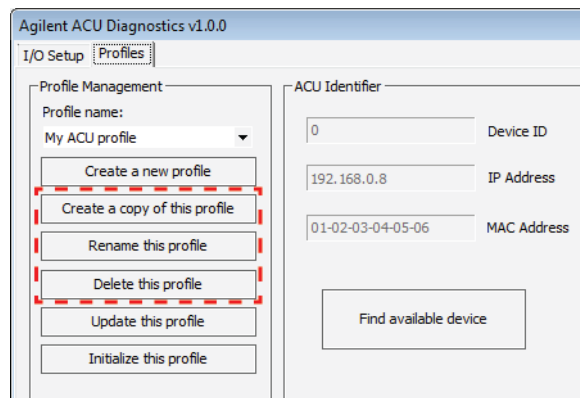 Agilent ACU Diagnostics v1.0.0
I/O Setup Profiles
Profile Management
Profile name:
My ACU profile
Create a new profile
Create a copy of this profile
Rename this profile
Delete this profile
Update this profile
Initialize this profile
ACU Identifier
0 Device ID
192.168.0.8 IP Address
01-02-03-04-05-06 MAC Address
Find available device